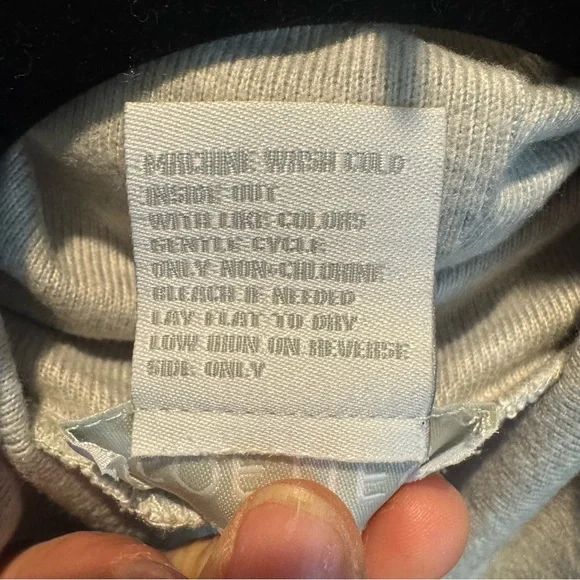 MACHINE WASH COLD
INSIDE OUT
WITH LIKE COLORS
GENTLE CYCLE
ONLY NON-CHLORINE
BLEACH IF NEEDED
LAY FLAT TO DRY
LOW IRON ON REVERSE
SIDE ONLY